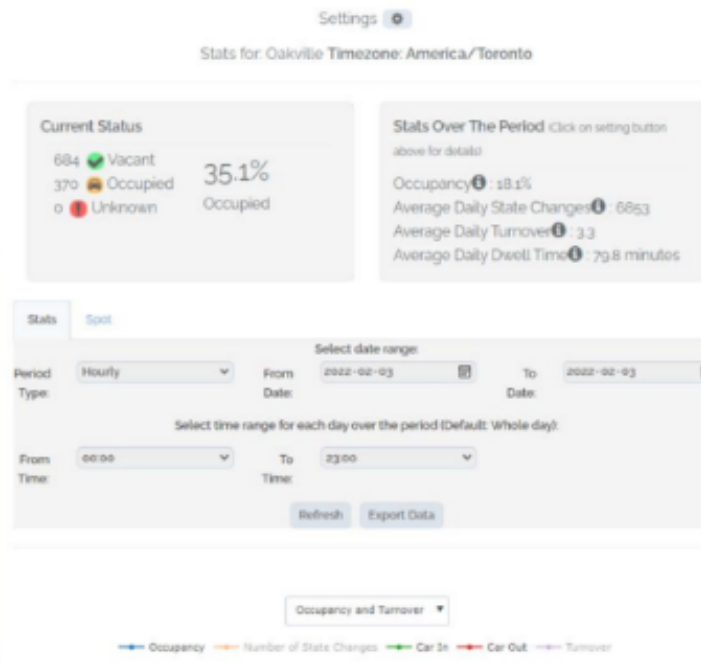 Settings
Stats for: Oakville Timezone: America/Toronto
Current Status
684 Vacant
370 Occupied
0 Unknown
35.1%
Occupied
Stats Over The Period (Click on setting button
above for details)
Occupancy : 18.1%
Average Daily State Changes : 6853
Average Daily Turnover : 3.3
Average Daily Dwell Time : 79.8 minutes
Stats Spot
Select date range:
Period Type: Hourly From Date: 2022-02-03 To Date: 2022-02-03
Select time range for each day over the period (Default: Whole day):
From Time: 00:00 To Time: 23:00
Refresh Export Data
Occupancy and Turnover
Occupancy Number of State Changes Car In Car Out Turnover